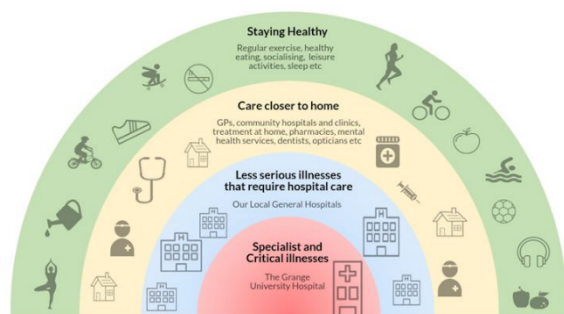 Staying Healthy
Regular exercise, healthy
eating, socialising, leisure
activities, sleep etc
Care closer to home
GPs, community hospitals and clinics,
treatment at home, pharmacies, mental
health services, dentists, opticians etc
Less serious illnesses
that require hospital care
Our Local General Hospitals
Specialist and
Critical illnesses
The Grange
University Hospital